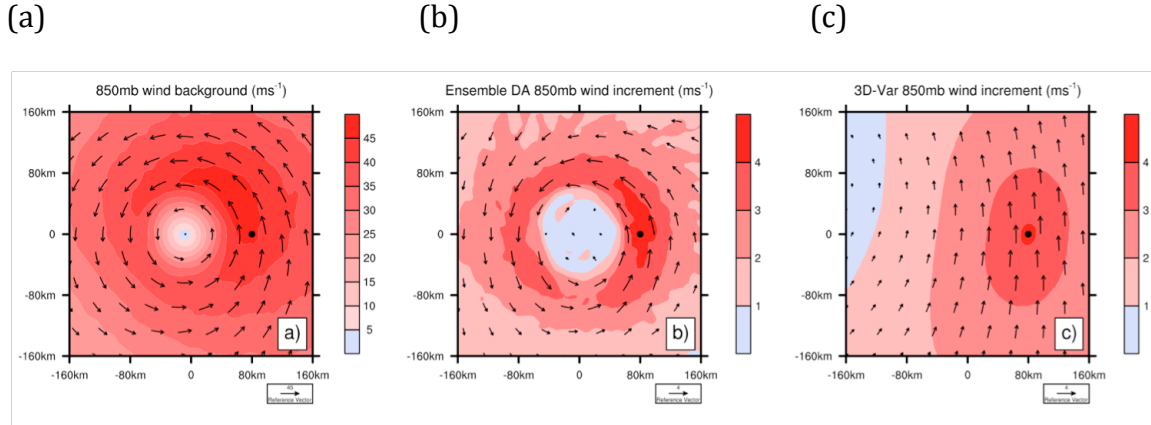 (a)
(b)
(c)
850mb wind background (ms⁻¹)
160km
80km
0
-80km
-160km
-160km
-80km
0
80km
160km
45
40
35
30
25
20
15
10
5
a)
45
Reference Vector
Ensemble DA 850mb wind increment (ms⁻¹)
160km
80km
0
-80km
-160km
-160km
-80km
0
80km
160km
4
3
2
1
b)
4
Reference Vector
3D-Var 850mb wind increment (ms⁻¹)
160km
80km
0
-80km
-160km
-160km
-80km
0
80km
160km
4
3
2
1
c)
4
Reference Vector